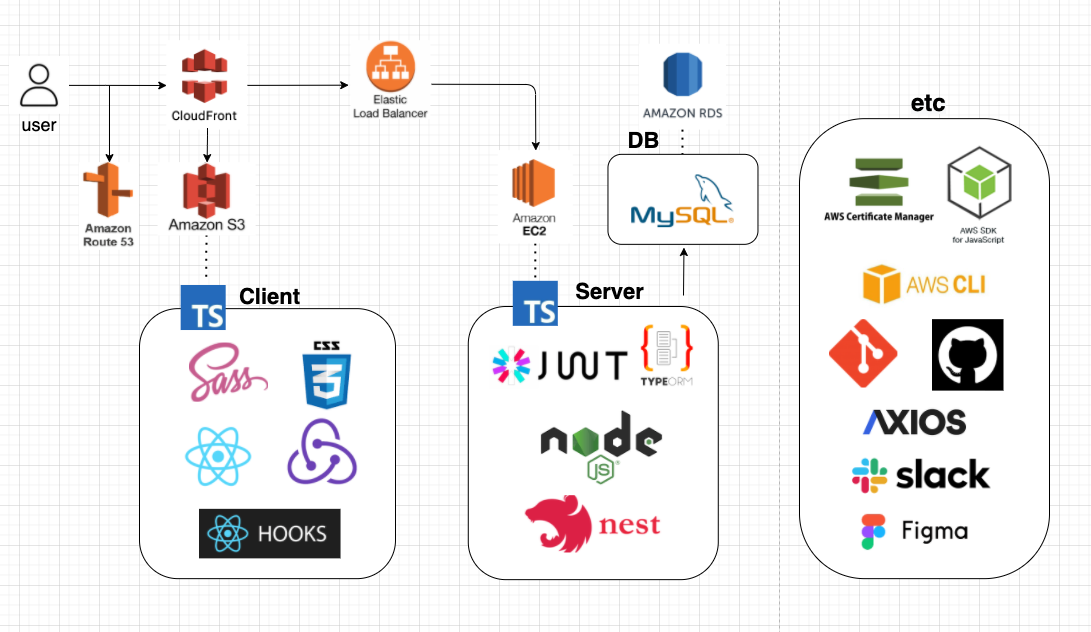 user
CloudFront
Elastic
Load Balancer
AMAZON RDS
Amazon
Route 53
Amazon S3
Amazon
EC2
DB
MySQL®
TS
Client
Sass
CSS
3
HOOKS
TS
Server
JWT
TYPEORM
node
JS®
nest
etc
AWS Certificate Manager
AWS SDK
for JavaScript
AWS CLI
AXIOS
slack
Figma